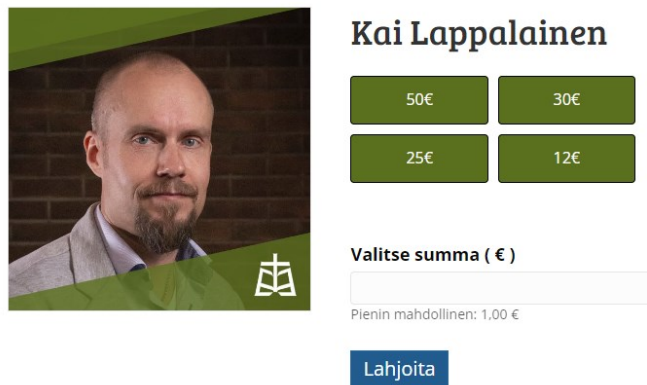 Kai Lappalainen
50€
30€
25€
12€
Valitse summa ( € )
Pienin mahdollinen: 1,00 €
Lahjoita